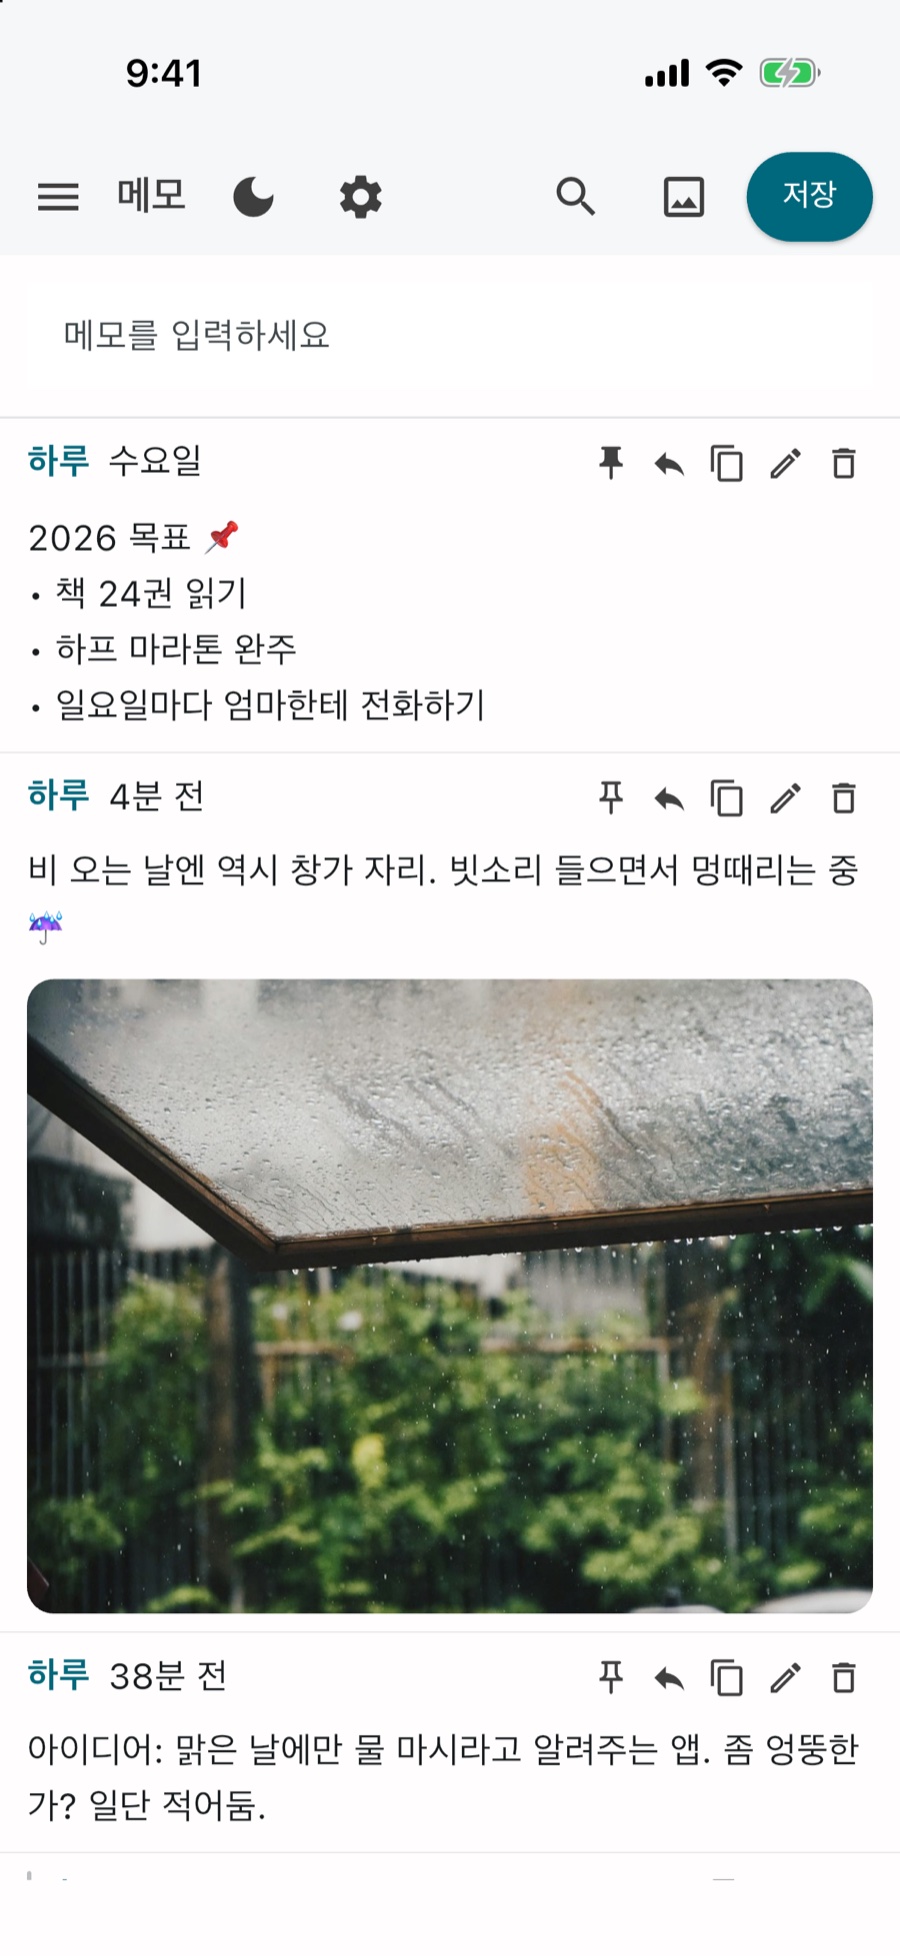 9:41
메모
저장
메모를 입력하세요
하루 수요일
2026 목표 📌
• 책 24권 읽기
• 하프 마라톤 완주
• 일요일마다 엄마한테 전화하기
하루 4분 전
비 오는 날엔 역시 창가 자리. 빗소리 들으면서 멍때리는 중
☔
하루 38분 전
아이디어: 맑은 날에만 물 마시라고 알려주는 앱. 좀 엉뚱한
가? 일단 적어둠.